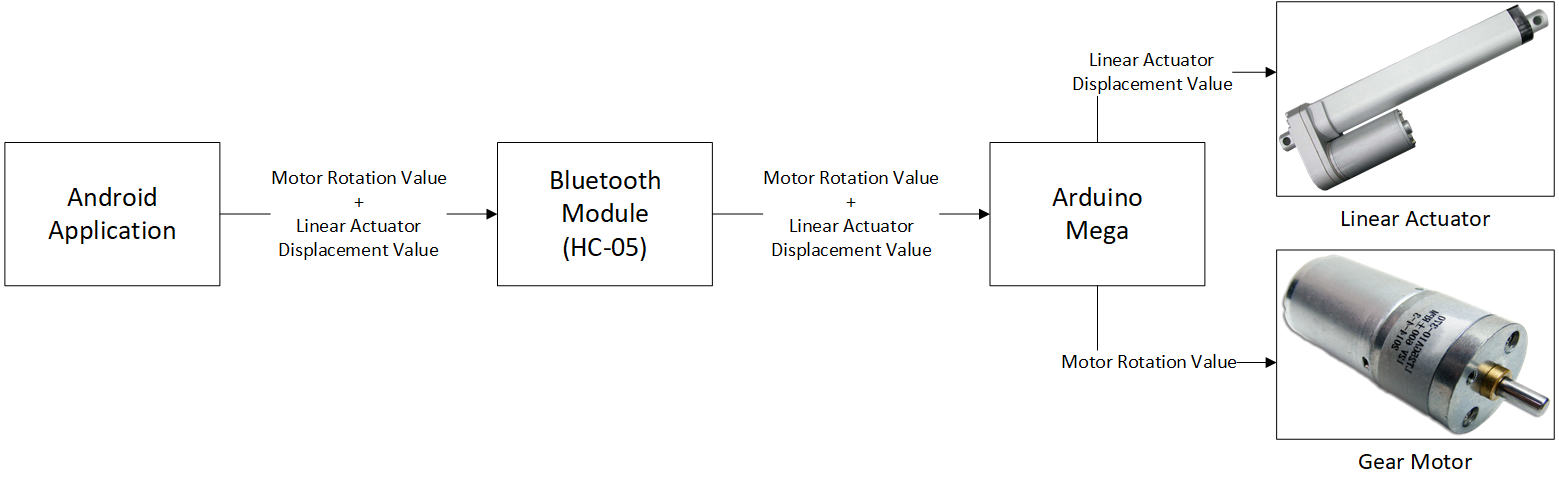 Android
Application
Motor Rotation Value
+
Linear Actuator
Displacement Value
Bluetooth
Module
(HC-05)
Motor Rotation Value
+
Linear Actuator
Displacement Value
Arduino
Mega
Linear Actuator
Displacement Value
Linear Actuator
Motor Rotation Value
Gear Motor